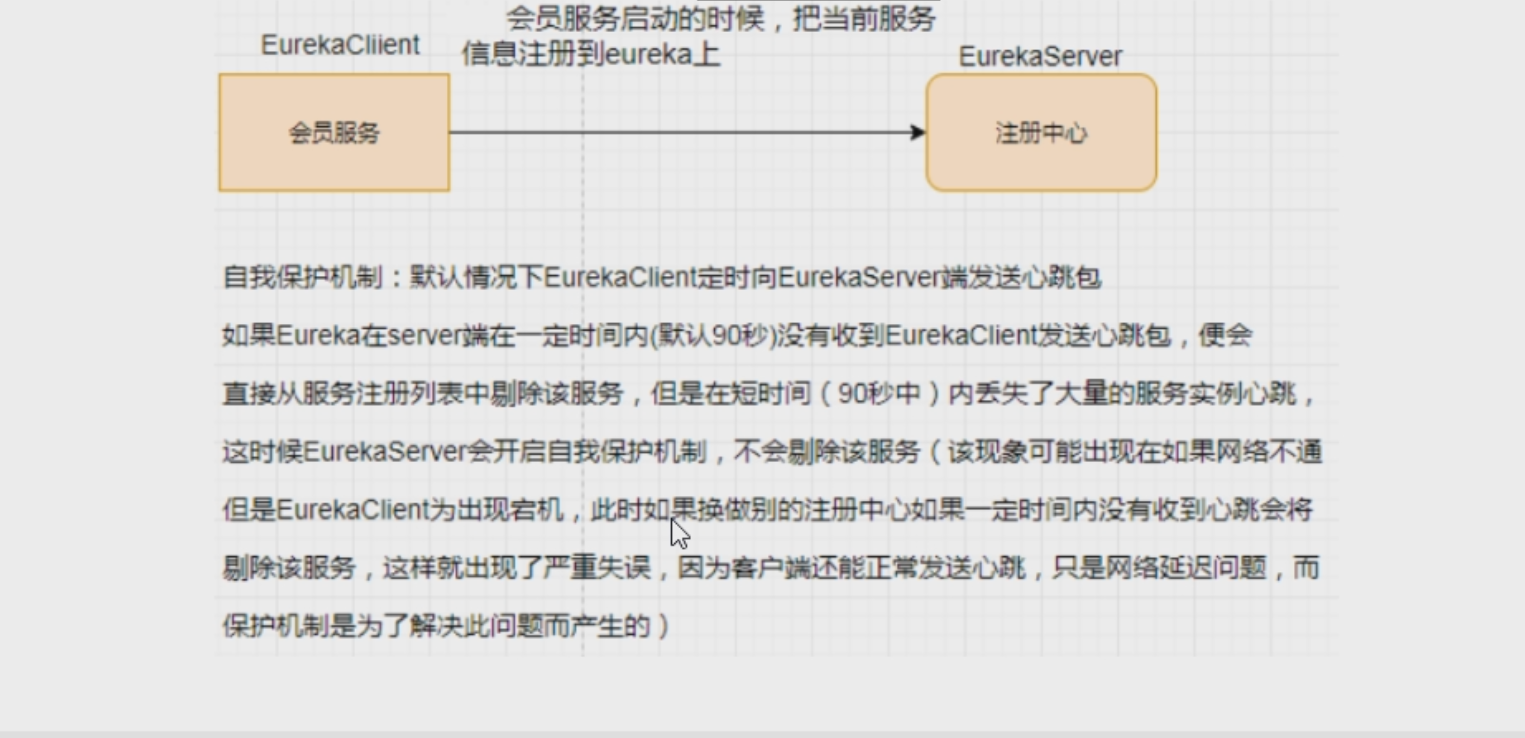 会员服务启动的时候，把当前服务
信息注册到eureka上
EurekaCliient
EurekaServer
会员服务
注册中心
自我保护机制：默认情况下EurekaClient定时向EurekaServer端发送心跳包
如果Eureka在server端在一定时间内(默认90秒)没有收到EurekaClient发送心跳包，便会
直接从服务注册列表中剔除该服务，但是在短时间（90秒中）内丢失了大量的服务实例心跳，
这时候EurekaServer会开启自我保护机制，不会剔除该服务（该现象可能出现在如果网络不通
但是EurekaClient为出现宕机，此时如果换做别的注册中心如果一定时间内没有收到心跳会将
剔除该服务，这样就出现了严重失误，因为客户端还能正常发送心跳，只是网络延迟问题，而
保护机制是为了解决此问题而产生的）